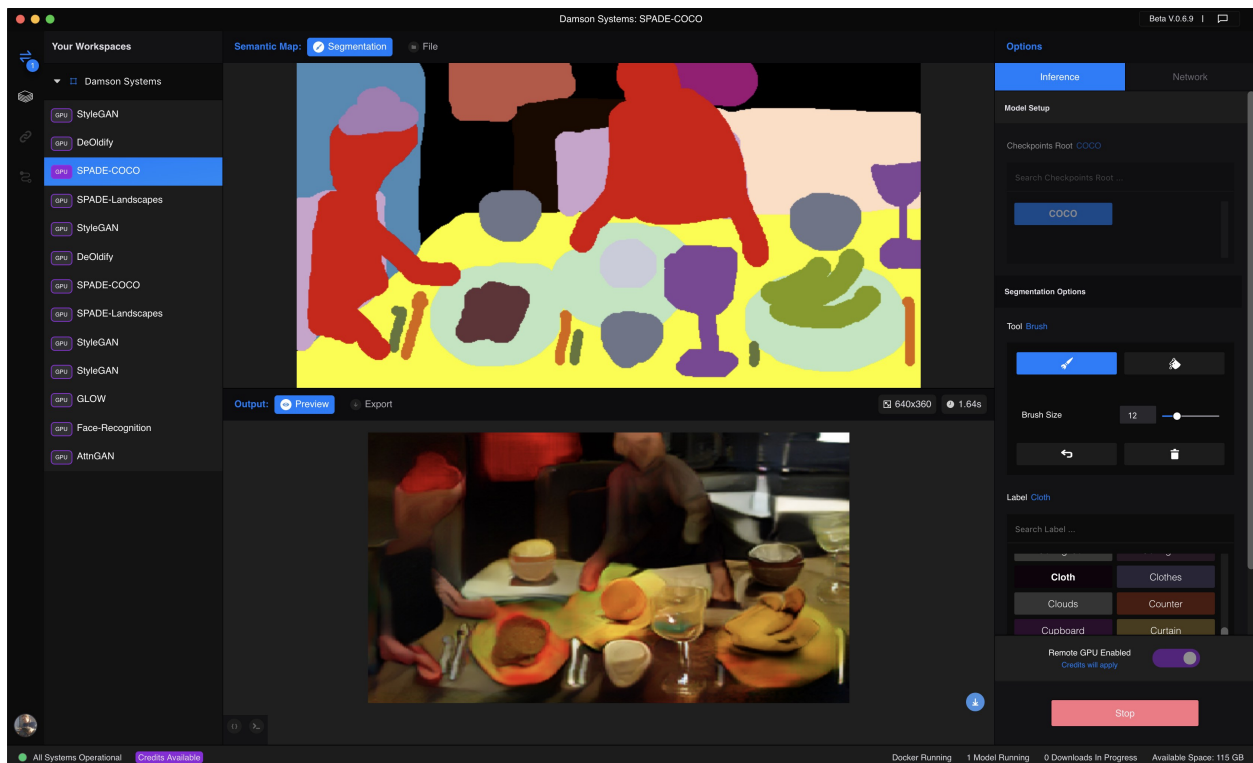 Damson Systems: SPADE-COCO
Beta V.0.6.9
1
Your Workspaces
Damson Systems
GPU StyleGAN
GPU DeOldify
GPU SPADE-COCO
GPU SPADE-Landscapes
GPU StyleGAN
GPU DeOldify
GPU SPADE-COCO
GPU SPADE-Landscapes
GPU StyleGAN
GPU StyleGAN
GPU GLOW
GPU Face-Recognition
GPU AttnGAN
Semantic Map: Segmentation File
Output: Preview Export 640x360 1.64s
Options
Inference Network
Model Setup
Checkpoints Root COCO
Search Checkpoints Root ...
COCO
Segmentation Options
Tool Brush
Brush Size 12
Label Cloth
Search Label ...
Cloth Clothes
Clouds Counter
Cupboard Curtain
Remote GPU Enabled
Credits will apply
Stop
All Systems Operational Credits Available Docker Running 1 Model Running 0 Downloads In Progress Available Space: 115 GB